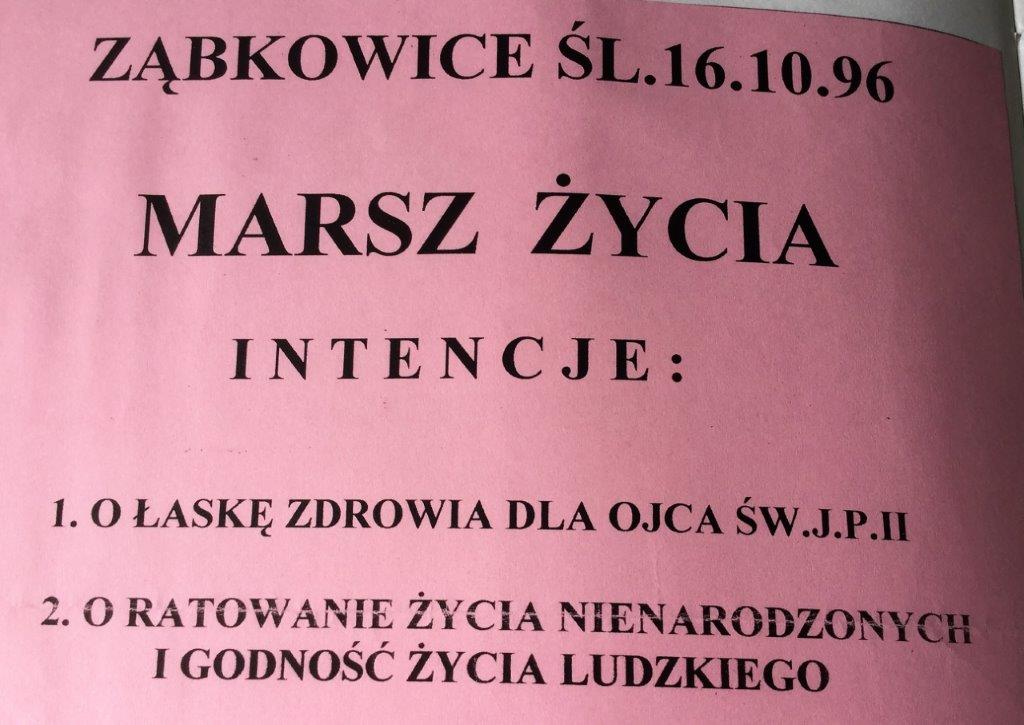 ZĄBKOWICE ŚL.16.10.96
MARSZ ŻYCIA
INTENCJE:
1. O ŁASKĘ ZDROWIA DLA OJCA ŚW.J.P.II
2. O RATOWANIE ŻYCIA NIENARODZONYCH
I GODNOŚĆ ŻYCIA LUDZKIEGO